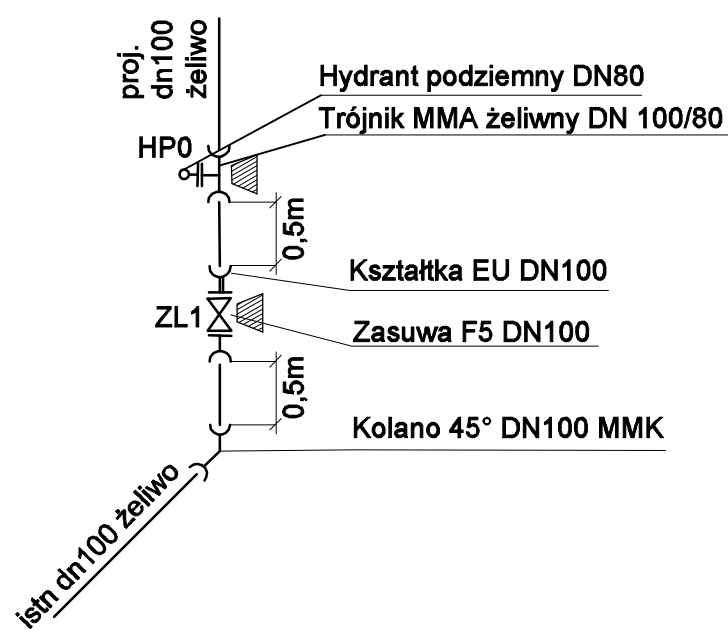 proj.
dn100
żeliwo
Hydrant podziemny DN80
Trójnik MMA żeliwny DN 100/80
HP0
0,5m
Kształtka EU DN100
ZL1
Zasuwa F5 DN100
0,5m
Kolano 45° DN100 MMK
istn dn100 żeliwo